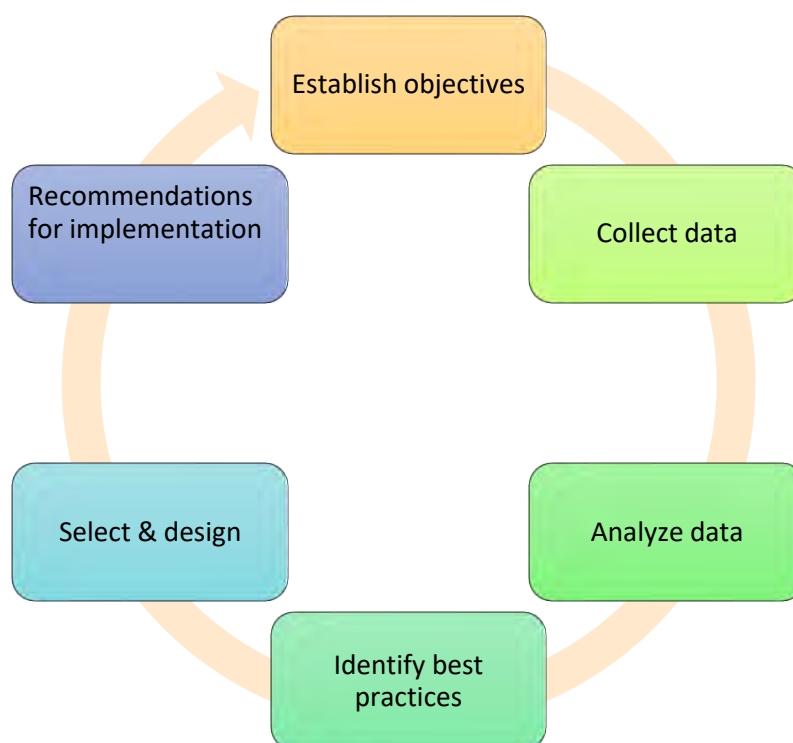 Establish objectives
Collect data
Analyze data
Identify best
practices
Select & design
Recommendations
for implementation